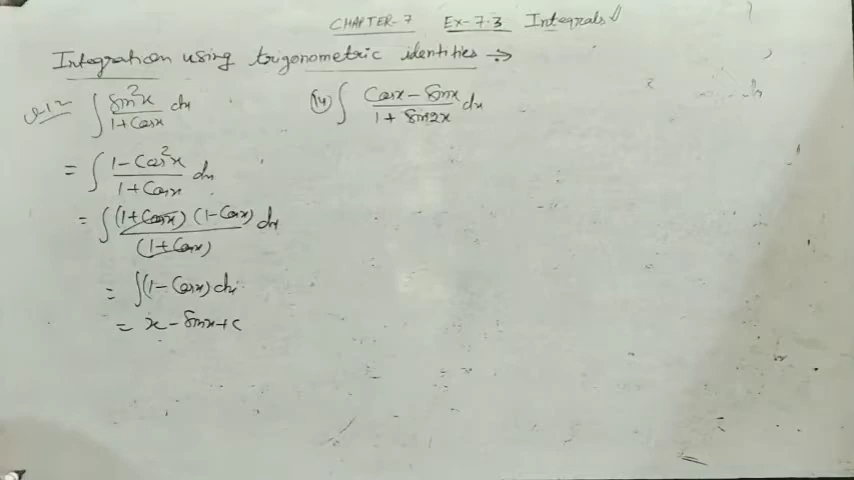 CHAPTER-7 Ex-7.3 Integrals
Integration using trigonometric identities →
Q.12 ∫ sin²x / 1+Cosx dx
= ∫ 1-Cos²x / 1+Cosx dx
= ∫ (1+Cosx) (1-Cosx) / (1+Cosx) dx
= ∫(1-Cosx) dx
= x - sinx + c
(14) ∫ Cosx - Sinx / 1 + Sin2x dx